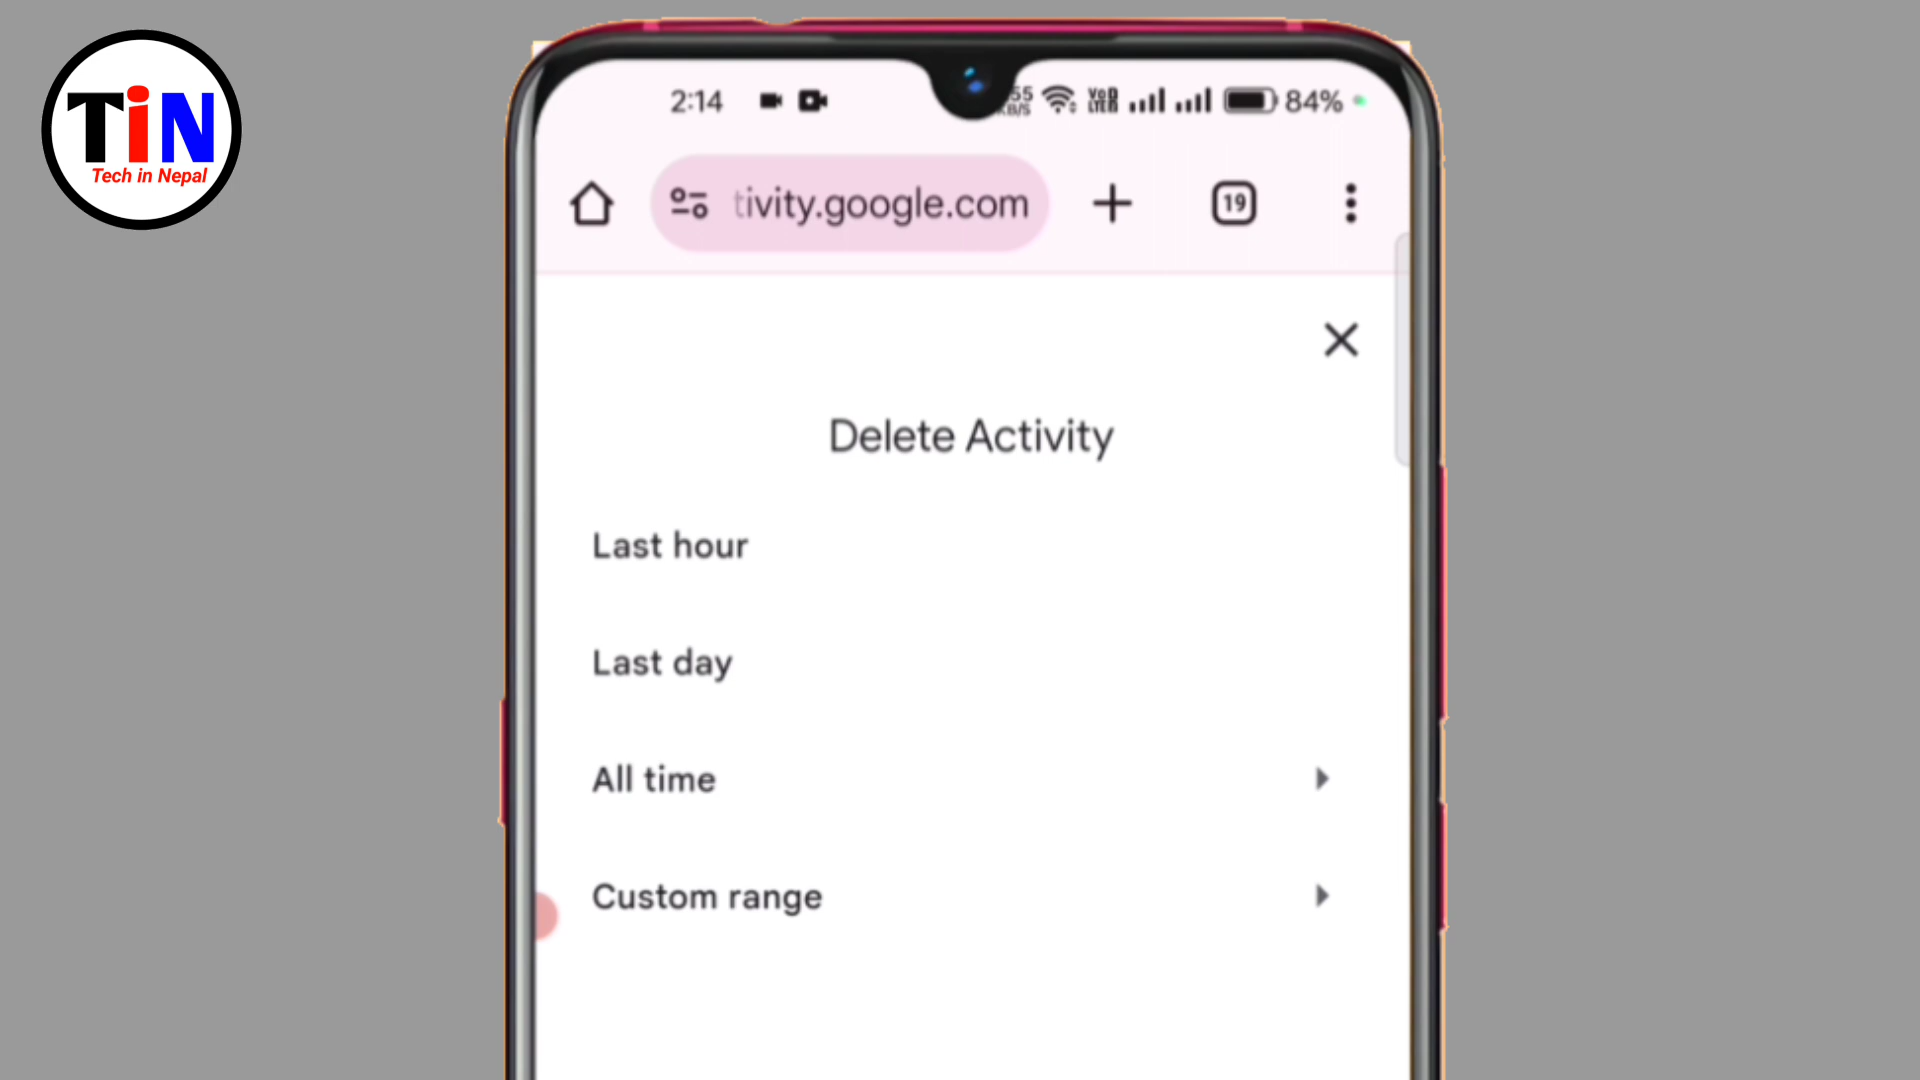 TiN
Tech in Nepal
2:14
84%
tivity.google.com
19
Delete Activity
Last hour
Last day
All time
Custom range